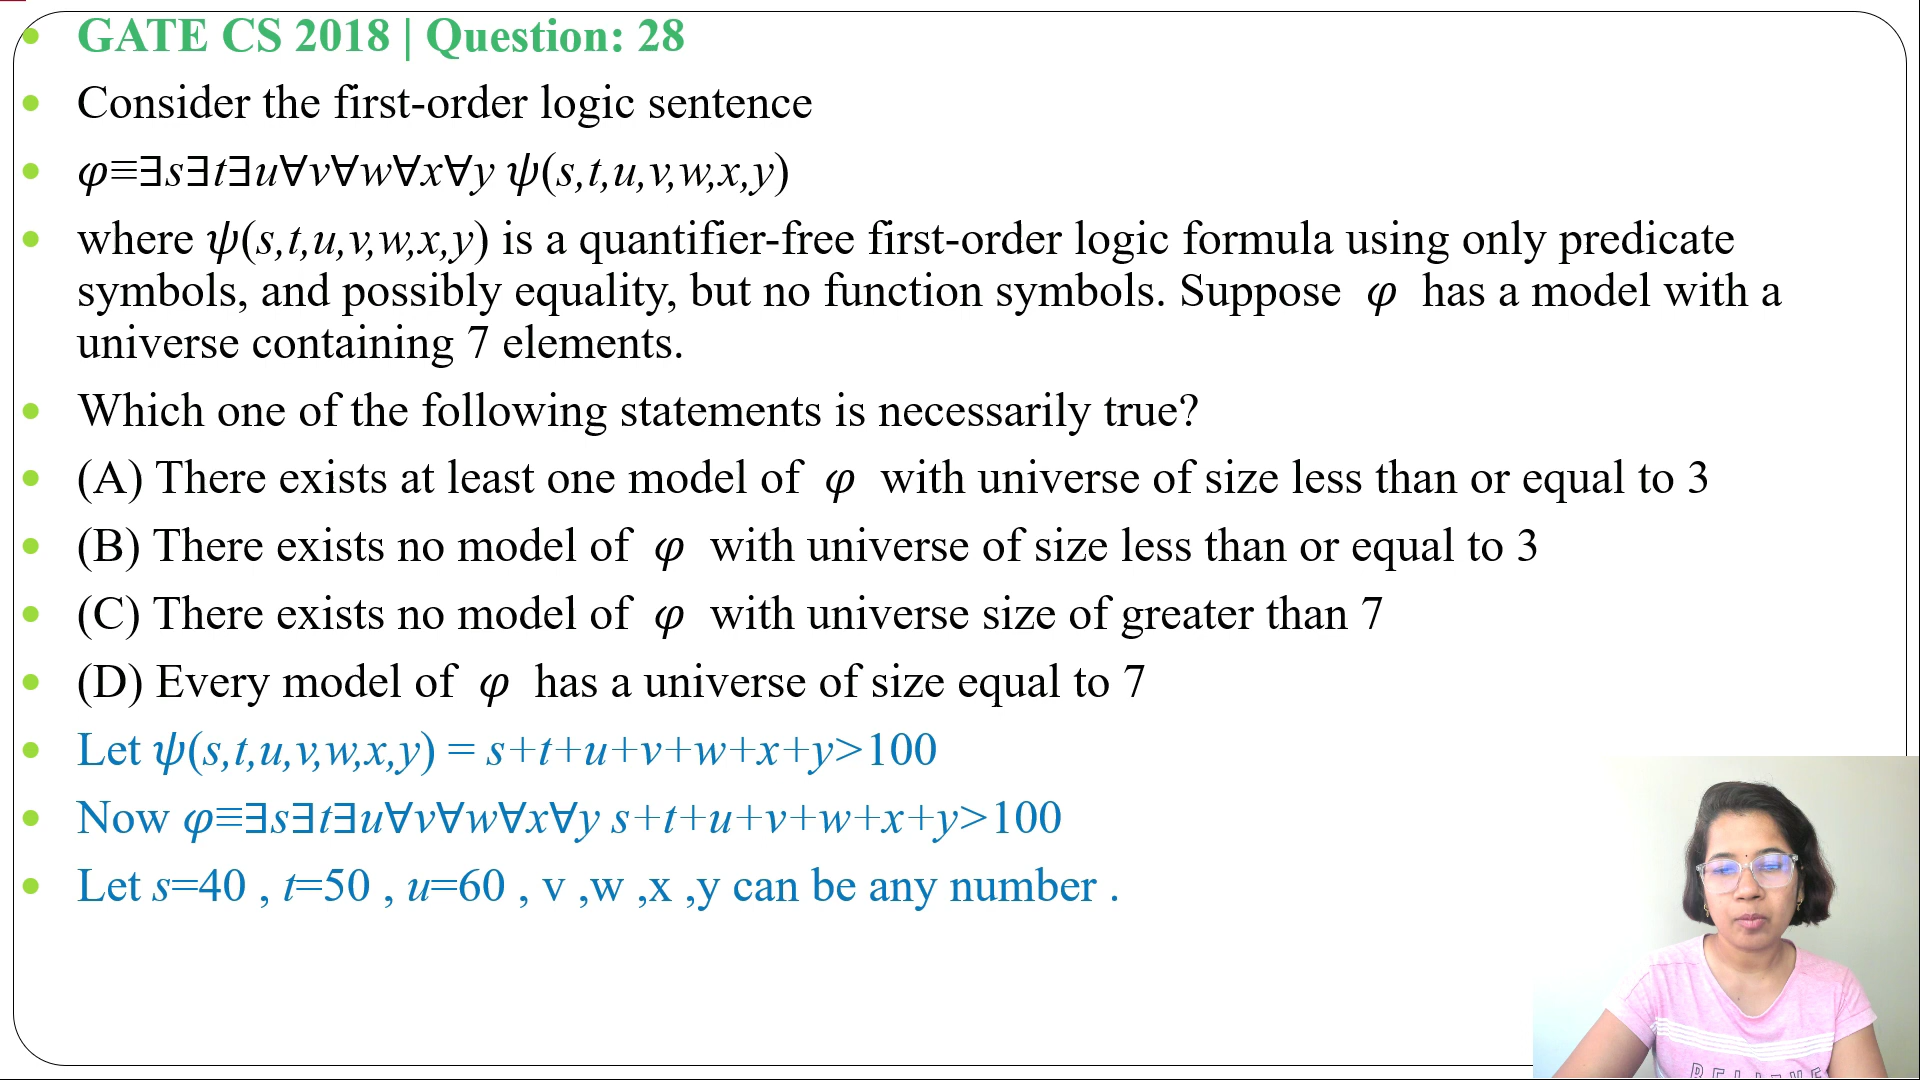 GATE CS 2018 | Question: 28
Consider the first-order logic sentence
φ≡∃s∃t∃u∀v∀w∀x∀y ψ(s,t,u,v,w,x,y)
where ψ(s,t,u,v,w,x,y) is a quantifier-free first-order logic formula using only predicate
symbols, and possibly equality, but no function symbols. Suppose φ has a model with a
universe containing 7 elements.
Which one of the following statements is necessarily true?
(A) There exists at least one model of φ with universe of size less than or equal to 3
(B) There exists no model of φ with universe of size less than or equal to 3
(C) There exists no model of φ with universe size of greater than 7
(D) Every model of φ has a universe of size equal to 7
Let ψ(s,t,u,v,w,x,y) = s+t+u+v+w+x+y>100
Now φ≡∃s∃t∃u∀v∀w∀x∀y s+t+u+v+w+x+y>100
Let s=40 , t=50 , u=60 , v ,w ,x ,y can be any number .